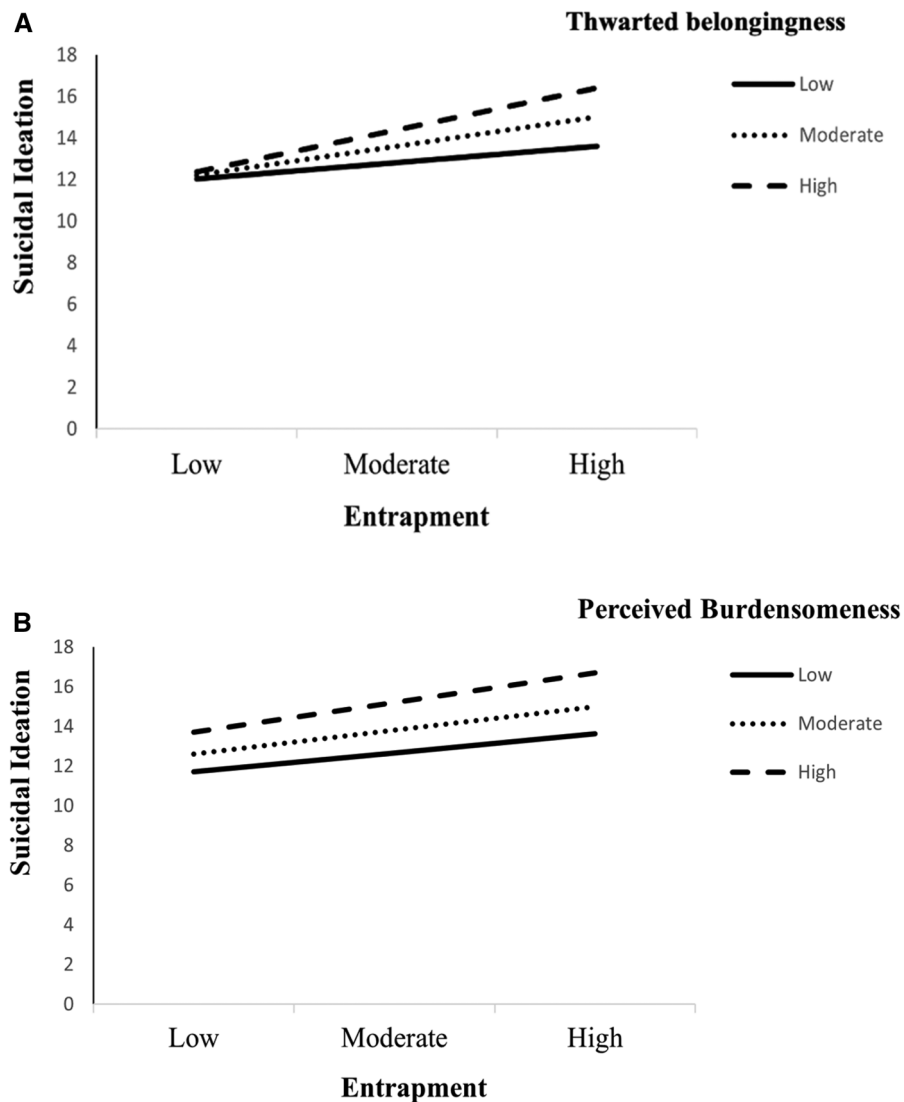 A
Thwarted belongingness
18
16
14
12
10
8
6
4
2
0
Suicidal Ideation
Low
Moderate
High
Low Moderate High
Entrapment
B
Perceived Burdensomeness
18
16
14
12
10
8
6
4
2
0
Suicidal Ideation
Low
Moderate
High
Low Moderate High
Entrapment